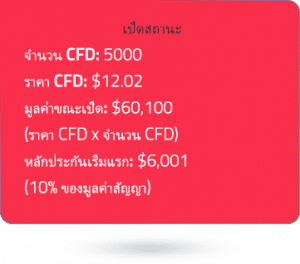 เปิดสถานะ
จำนวน CFD: 5000
ราคา CFD: $12.02
มูลค่าขณะเปิด: $60,100
(ราคา CFD x จำนวน CFD)
หลักประกันเริ่มแรก: $6,001
(10% ของมูลค่าสัญญา)